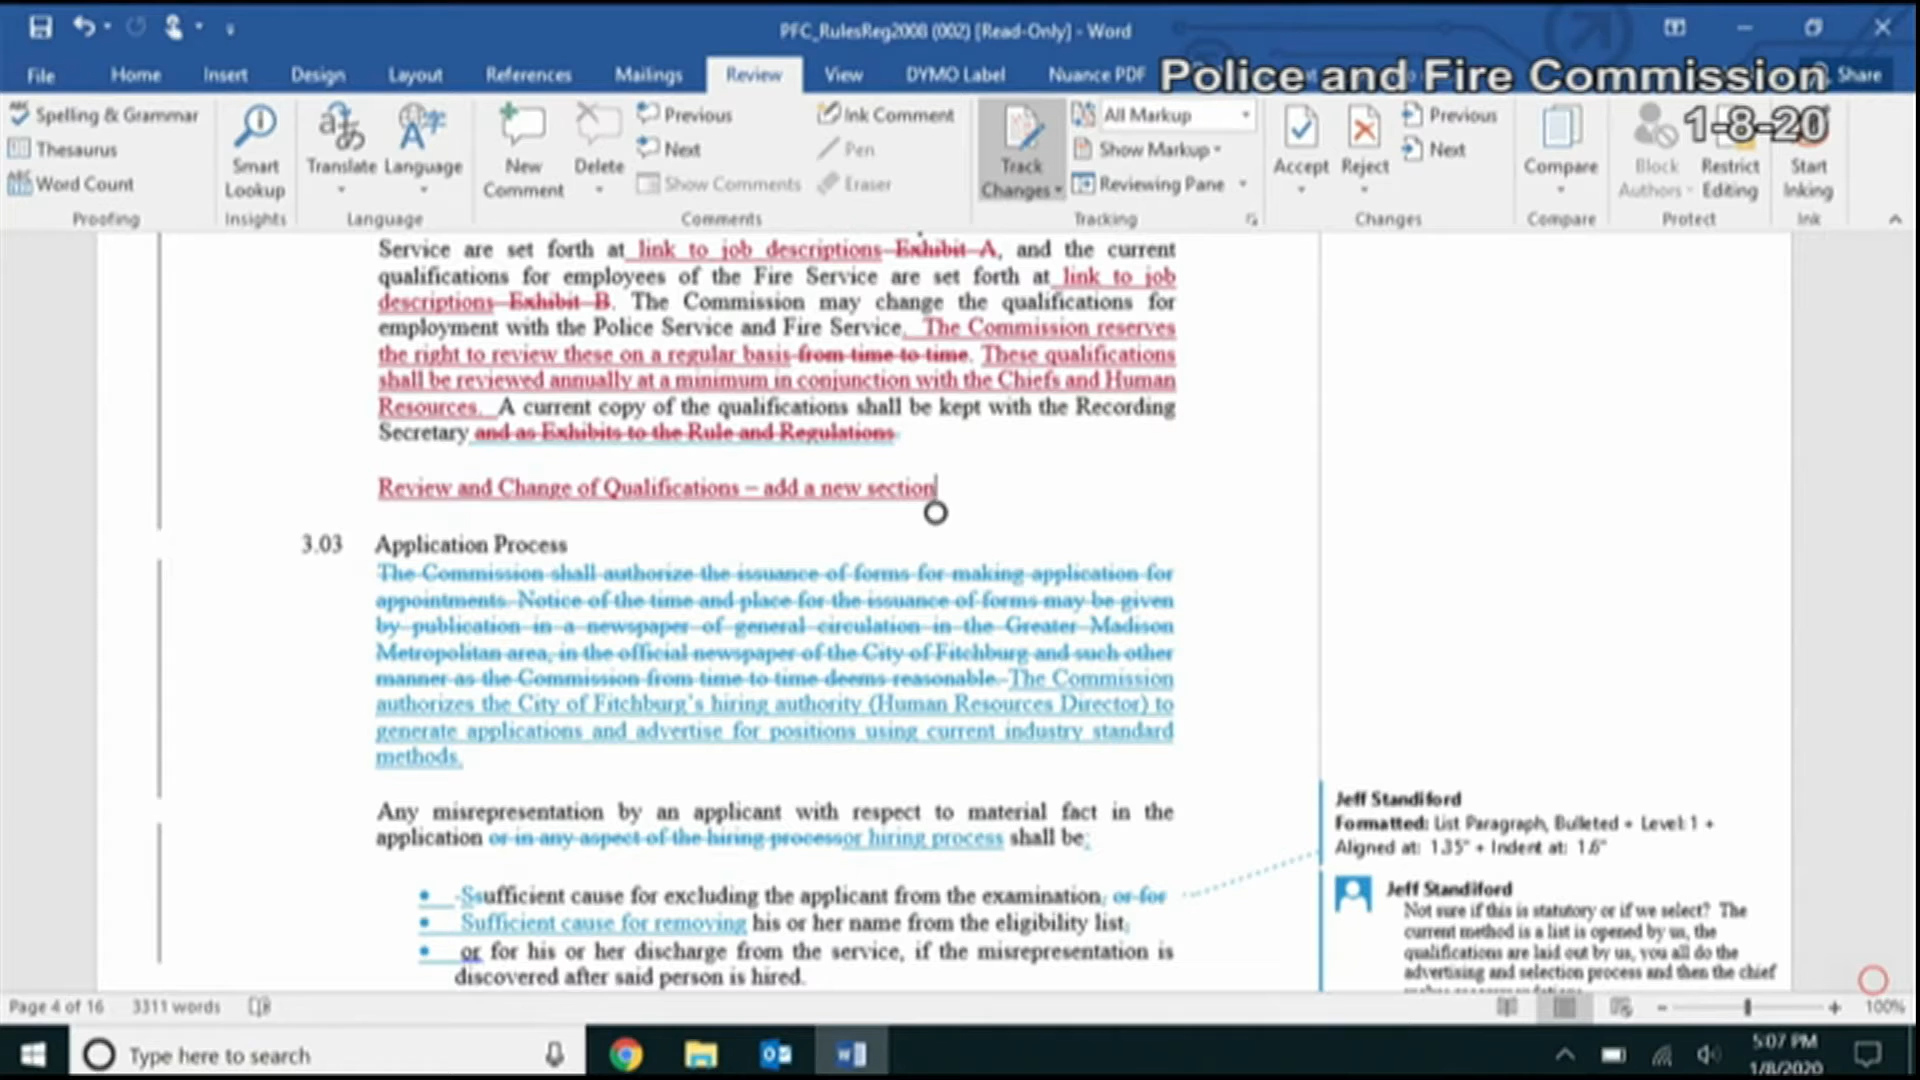 PFC_RulesReg2008 (002) [Read-Only] - Word
File Home Insert Design Layout References Mailings Review View DYMO Label Nuance PDF Share
Police and Fire Commission
1-8-20
Spelling & Grammar
Thesaurus
Word Count
Proofing
Smart Lookup
Insights
Translate
Language
Language
New Comment
Delete
Previous
Next
Show Comments
Comments
Ink Comment
Pen
Eraser
Track Changes
All Markup
Show Markup
Reviewing Pane
Tracking
Accept
Reject
Previous
Next
Changes
Compare
Compare
Block Authors
Restrict Editing
Protect
Start Inking
Ink
Service are set forth at link to job descriptions Exhibit A, and the current
qualifications for employees of the Fire Service are set forth at link to job
descriptions Exhibit B. The Commission may change the qualifications for
employment with the Police Service and Fire Service. The Commission reserves
the right to review these on a regular basis from time to time. These qualifications
shall be reviewed annually at a minimum in conjunction with the Chiefs and Human
Resources. A current copy of the qualifications shall be kept with the Recording
Secretary and as Exhibits to the Rule and Regulations
Review and Change of Qualifications – add a new section
3.03 Application Process
The Commission shall authorize the issuance of forms for making application for
appointments. Notice of the time and place for the issuance of forms may be given
by publication in a newspaper of general circulation in the Greater Madison
Metropolitan area, in the official newspaper of the City of Fitchburg and such other
manner as the Commission from time to time deems reasonable. The Commission
authorizes the City of Fitchburg's hiring authority (Human Resources Director) to
generate applications and advertise for positions using current industry standard
methods.
Any misrepresentation by an applicant with respect to material fact in the
application or in any aspect of the hiring processor hiring process shall be:
• Ssufficient cause for excluding the applicant from the examination, or for
• Sufficient cause for removing his or her name from the eligibility list,
• or for his or her discharge from the service, if the misrepresentation is
discovered after said person is hired.
Jeff Standiford
Formatted: List Paragraph, Bulleted + Level: 1 +
Aligned at: 1.35" + Indent at: 1.6"
Jeff Standiford
Not sure if this is statutory or if we select? The
current method is a list is opened by us, the
qualifications are laid out by us, you all do the
advertising and selection process and then the chief
Page 4 of 16 3311 words 100%
Type here to search
5:07 PM
1/8/2020